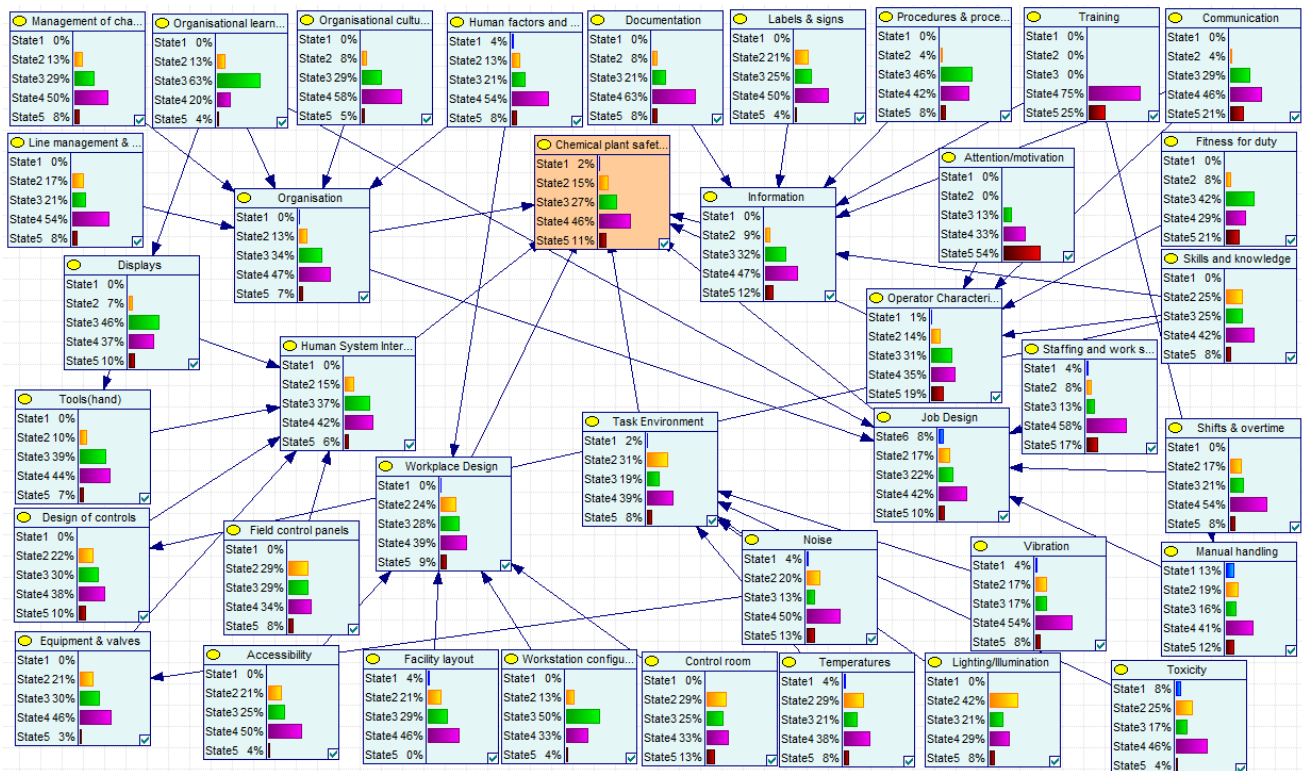 Management of cha...
State1 0%
State2 13%
State3 29%
State4 50%
State5 8%
Organisational learn...
State1 0%
State2 13%
State3 63%
State4 20%
State5 4%
Organisational cultu...
State1 0%
State2 8%
State3 29%
State4 58%
State5 5%
Human factors and ...
State1 4%
State2 13%
State3 21%
State4 54%
State5 8%
Documentation
State1 0%
State2 8%
State3 21%
State4 63%
State5 8%
Labels & signs
State1 0%
State2 21%
State3 25%
State4 50%
State5 4%
Procedures & proce...
State1 0%
State2 4%
State3 46%
State4 42%
State5 8%
Training
State1 0%
State2 0%
State3 0%
State4 75%
State5 25%
Communication
State1 0%
State2 4%
State3 29%
State4 46%
State5 21%
Line management & ...
State1 0%
State2 17%
State3 21%
State4 54%
State5 8%
Organisation
State1 0%
State2 13%
State3 34%
State4 47%
State5 7%
Chemical plant safet...
State1 2%
State2 15%
State3 27%
State4 46%
State5 11%
Information
State1 0%
State2 9%
State3 32%
State4 47%
State5 12%
Attention/motivation
State1 0%
State2 0%
State3 13%
State4 33%
State5 54%
Fitness for duty
State1 0%
State2 8%
State3 42%
State4 29%
State5 21%
Displays
State1 0%
State2 7%
State3 46%
State4 37%
State5 10%
Human System Inter...
State1 0%
State2 15%
State3 37%
State4 42%
State5 6%
Operator Characteri...
State1 1%
State2 14%
State3 31%
State4 35%
State5 19%
Skills and knowledge
State1 0%
State2 25%
State3 25%
State4 42%
State5 8%
Staffing and work s...
State1 4%
State2 8%
State3 13%
State4 58%
State5 17%
Tools(hand)
State1 0%
State2 10%
State3 39%
State4 44%
State5 7%
Workplace Design
State1 0%
State2 24%
State3 28%
State4 39%
State5 9%
Task Environment
State1 2%
State2 31%
State3 19%
State4 39%
State5 8%
Job Design
State6 8%
State2 17%
State3 22%
State4 42%
State5 10%
Shifts & overtime
State1 0%
State2 17%
State3 21%
State4 54%
State5 8%
Design of controls
State1 0%
State2 22%
State3 30%
State4 38%
State5 10%
Field control panels
State1 0%
State2 29%
State3 29%
State4 34%
State5 8%
Noise
State1 4%
State2 20%
State3 13%
State4 50%
State5 13%
Vibration
State1 4%
State2 17%
State3 17%
State4 54%
State5 8%
Manual handling
State1 13%
State2 19%
State3 16%
State4 41%
State5 12%
Equipment & valves
State1 0%
State2 21%
State3 30%
State4 46%
State5 3%
Accessibility
State1 0%
State2 21%
State3 25%
State4 50%
State5 4%
Facility layout
State1 4%
State2 21%
State3 29%
State4 46%
State5 0%
Workstation configu...
State1 0%
State2 13%
State3 50%
State4 33%
State5 4%
Control room
State1 0%
State2 29%
State3 25%
State4 33%
State5 13%
Temperatures
State1 4%
State2 29%
State3 21%
State4 38%
State5 8%
Lighting/Illumination
State1 0%
State2 42%
State3 21%
State4 29%
State5 8%
Toxicity
State1 8%
State2 25%
State3 17%
State4 46%
State5 4%